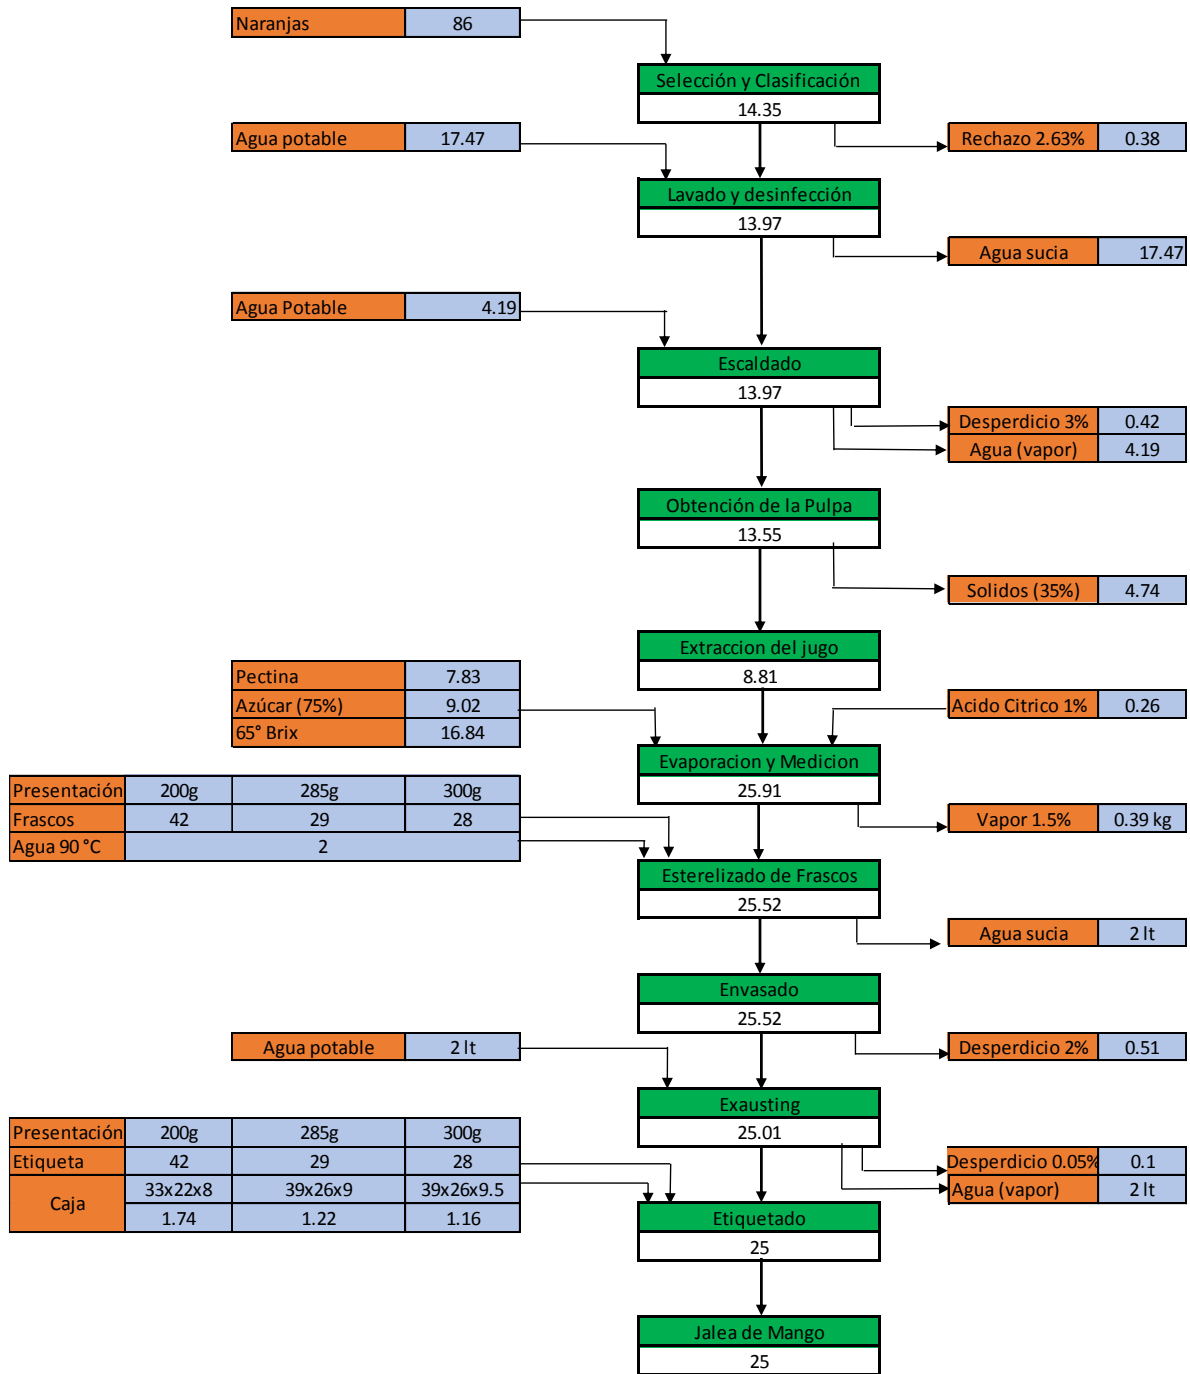 Naranjas 86
Selección y Clasificación
14.35
Agua potable 17.47
Rechazo 2.63% 0.38
Lavado y desinfección
13.97
Agua sucia 17.47
Agua Potable 4.19
Escaldado
13.97
Desperdicio 3% 0.42
Agua (vapor) 4.19
Obtención de la Pulpa
13.55
Solidos (35%) 4.74
Extraccion del jugo
8.81
Pectina 7.83
Azúcar (75%) 9.02
65° Brix 16.84
Acido Citrico 1% 0.26
Evaporacion y Medicion
25.91
Presentación 200g 285g 300g
Frascos 42 29 28
Agua 90 °C 2
Vapor 1.5% 0.39 kg
Esterelizado de Frascos
25.52
Agua sucia 2 lt
Envasado
25.52
Agua potable 2 lt
Desperdicio 2% 0.51
Exausting
25.01
Presentación 200g 285g 300g
Etiqueta 42 29 28
Caja 33x22x8 39x26x9 39x26x9.5
1.74 1.22 1.16
Desperdicio 0.05% 0.1
Agua (vapor) 2 lt
Etiquetado
25
Jalea de Mango
25